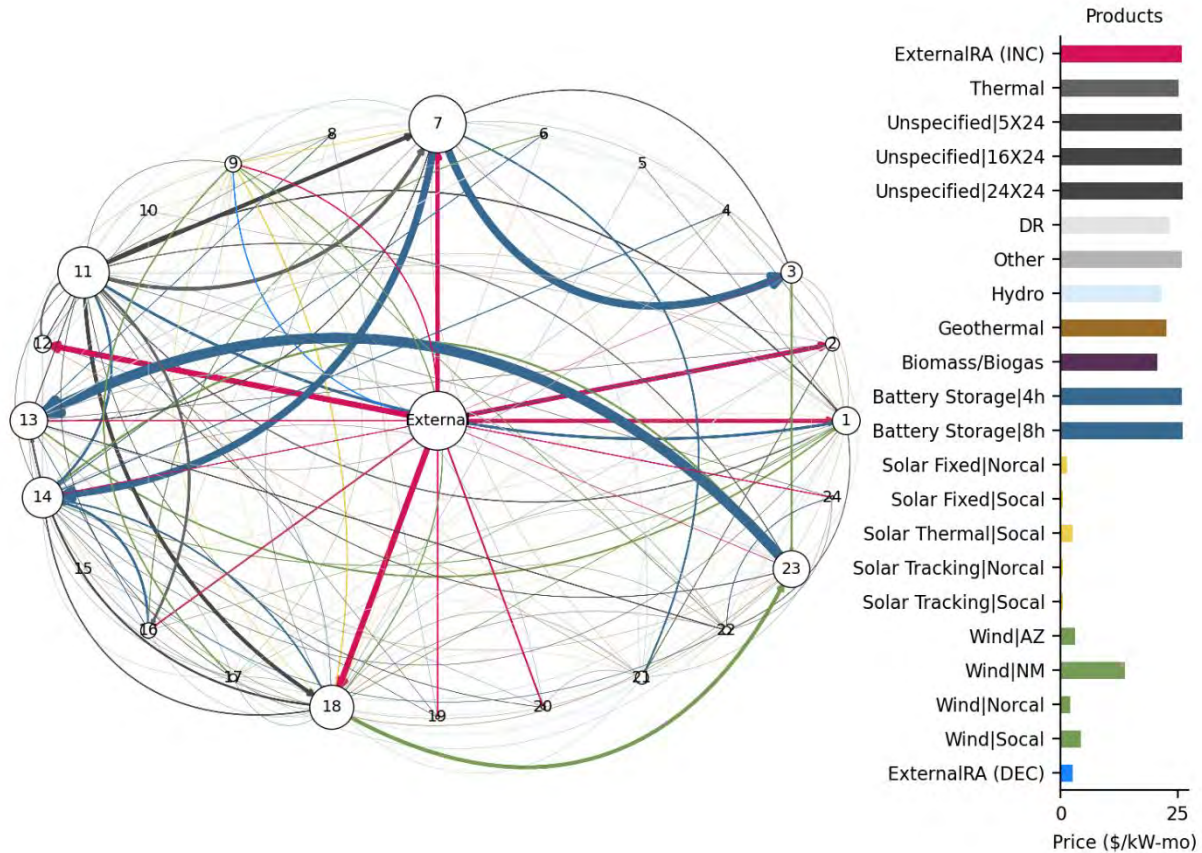 Products
ExternalRA (INC)
Thermal
Unspecified|5X24
Unspecified|16X24
Unspecified|24X24
DR
Other
Hydro
Geothermal
Biomass/Biogas
Battery Storage|4h
Battery Storage|8h
Solar Fixed|Norcal
Solar Fixed|Socal
Solar Thermal|Socal
Solar Tracking|Norcal
Solar Tracking|Socal
Wind|AZ
Wind|NM
Wind|Norcal
Wind|Socal
ExternalRA (DEC)
0 25
Price ($/kW-mo)
7
8
6
9
5
10
4
11
3
12
2
13
External
1
14
24
15
23
16
22
17
21
18
19
20